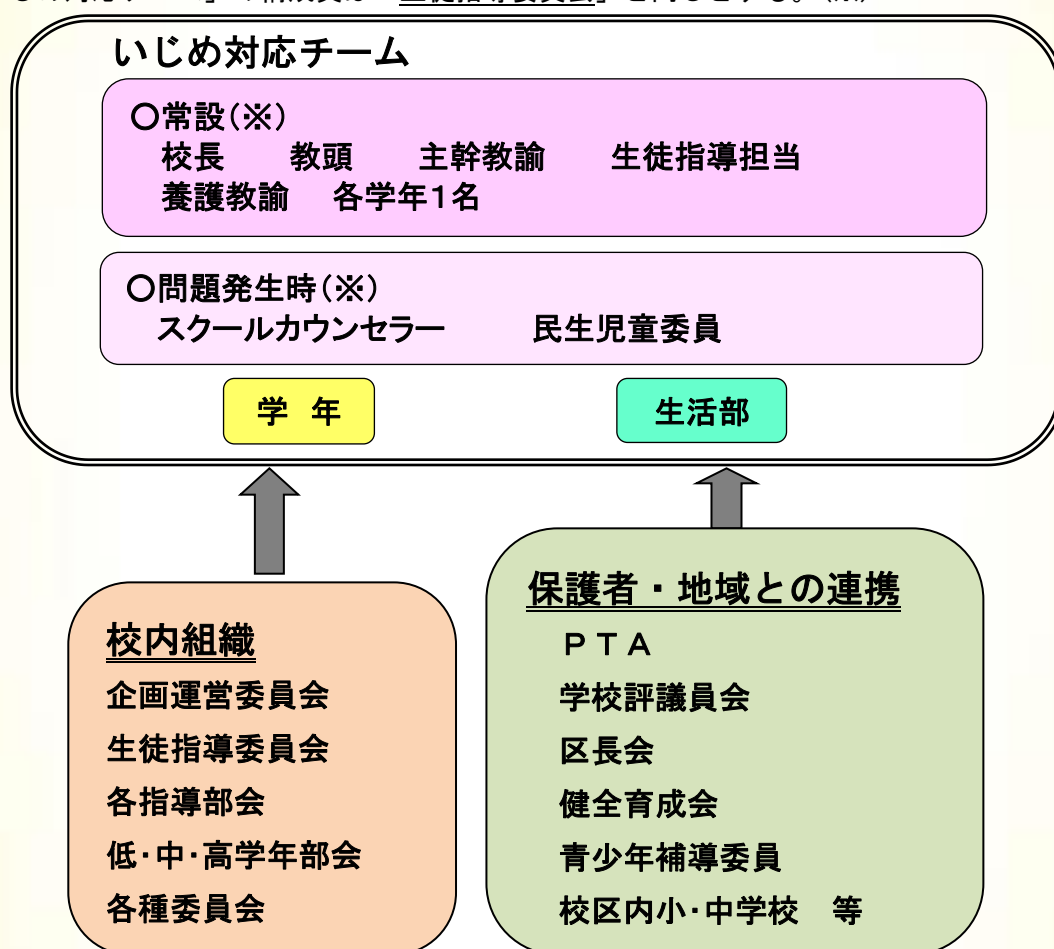 いじめ対応チーム
○常設(※)
校長 教頭 主幹教諭 生徒指導担当
養護教諭 各学年1名
○問題発生時(※)
スクールカウンセラー 民生児童委員
学 年 生活部
校内組織
企画運営委員会
生徒指導委員会
各指導部会
低・中・高学年部会
各種委員会
保護者・地域との連携
PTA
学校評議員会
区長会
健全育成会
青少年補導委員
校区内小・中学校 等